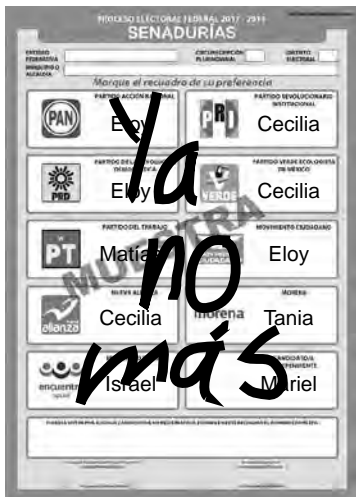 PROCESO ELECTORAL FEDERAL 2017 - 2018
SENADURÍAS
ENTIDAD FEDERATIVA
CIRCUNSCRIPCIÓN PLURINOMINAL
DISTRITO ELECTORAL
MUNICIPIO O ALCALDÍA
Marque el recuadro de su preferencia
PARTIDO ACCIÓN NACIONAL
PAN
Eloy
PARTIDO REVOLUCIONARIO INSTITUCIONAL
PRI
Cecilia
PARTIDO DE LA REVOLUCIÓN DEMOCRÁTICA
PRD
Eloy
PARTIDO VERDE ECOLOGISTA DE MÉXICO
VERDE
Cecilia
PARTIDO DEL TRABAJO
PT
Matías
MOVIMIENTO CIUDADANO
Eloy
NUEVA ALIANZA
alianza
Cecilia
MORENA
morena
Tania
encuentro social
Israel
CANDIDATO/A INDEPENDIENTE
Mariel
MUESTRA
Ya
no
más